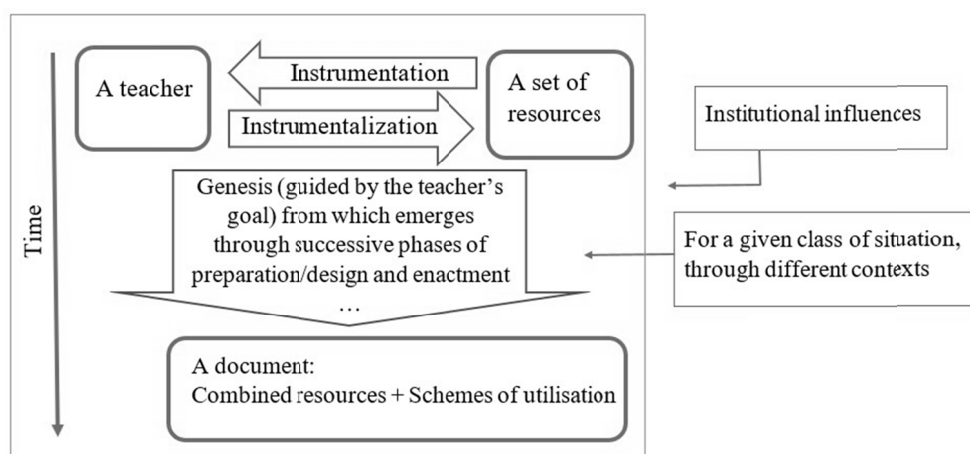 Time
A teacher
Instrumentation
Instrumentalization
A set of
resources
Genesis (guided by the teacher's
goal) from which emerges
through successive phases of
preparation/design and enactment
…
A document:
Combined resources + Schemes of utilisation
Institutional influences
For a given class of situation,
through different contexts